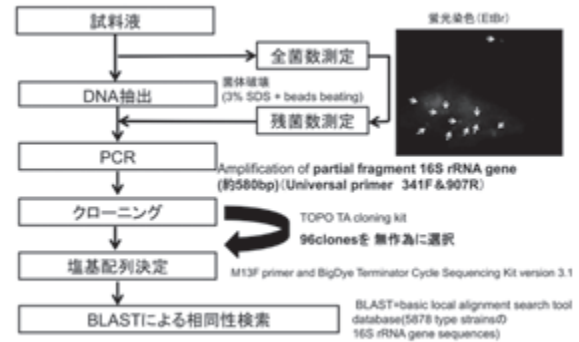 試料液
蛍光染色(EtBr)
全菌数測定
菌体破壊
(3% SDS + beads beating)
DNA抽出
残菌数測定
PCR
Amplification of partial fragment 16S rRNA gene
(約580bp)(Universal primer 341F&907R)
クローニング
TOPO TA cloning kit
96clonesを 無作為に選択
塩基配列決定
M13F primer and BigDye Terminator Cycle Sequencing Kit version 3.1
BLASTによる相同性検索
BLAST=basic local alignment search tool
database(5878 type strainsの
16S rRNA gene sequences)